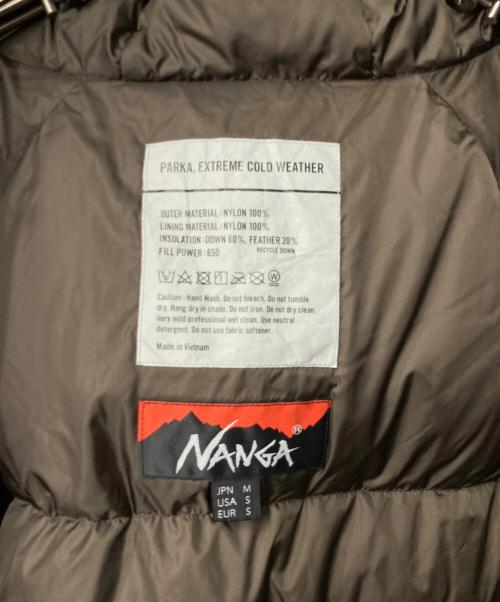 PARKA, EXTREME COLD WEATHER
OUTER MATERIAL : NYLON 100%
LINING MATERIAL : NYLON 100%
INSULATION : DOWN 80%, FEATHER 20%
FILL POWER : 650 RECYCLE DOWN
Caution : Hand Wash. Do not bleach. Do not tumble
dry. Hang dry in shade. Do not iron. Do not dry clean.
Very mild professional wet clean. Use neutral
detergent. Do not use fabric softener.
Made in Vietnam
NANGA®
JPN M
USA S
EUR S